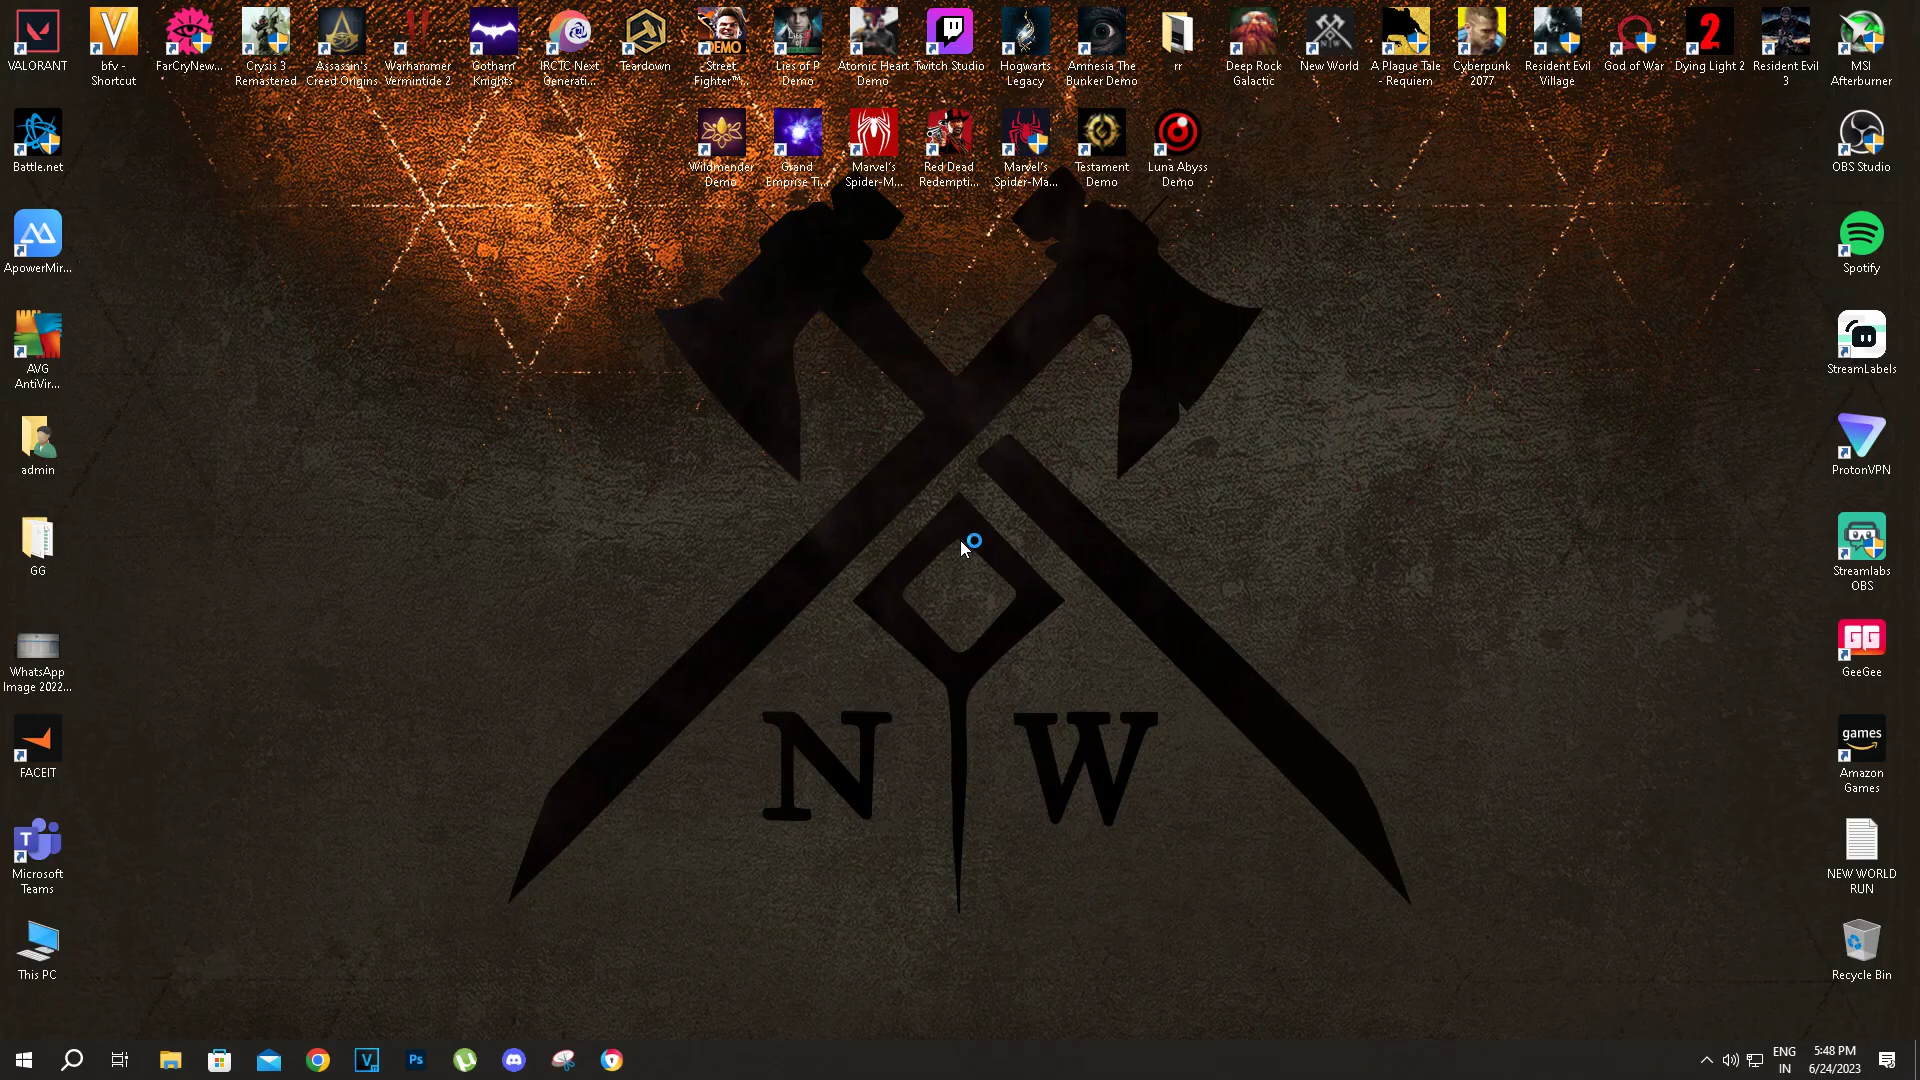 VALORANT
bfv -
Shortcut
FarCryNew...
Crysis 3
Remastered
Assassin's
Creed Origins
Warhammer
Vermintide 2
Gotham
Knights
IRCTC Next
Generati...
Teardown
DEMO
Street
Fighter™...
LIES
Lies of P
Demo
Atomic Heart
Demo
Twitch Studio
Hogwarts
Legacy
Amnesia The
Bunker Demo
rr
Deep Rock
Galactic
New World
A Plague Tale
- Requiem
Cyberpunk
2077
Resident Evil
Village
God of War
2
Dying Light 2
Resident Evil
3
MSI
Afterburner
Battle.net
Wildmender
Demo
Grand
Emprise Ti...
Marvel's
Spider-M...
Red Dead
Redempti...
Marvel's
Spider-Ma...
Testament
Demo
Luna Abyss
Demo
OBS Studio
ApowerMir...
Spotify
AVG
AntiVir...
StreamLabels
admin
ProtonVPN
GG
Streamlabs
OBS
WhatsApp
Image 2022...
GG
GeeGee
FACEIT
games
Amazon
Games
N W
T
Microsoft
Teams
NEW WORLD
RUN
This PC
Recycle Bin
V
Ps
ENG
IN
5:48 PM
6/24/2023